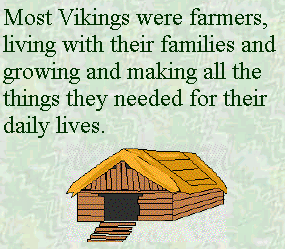 Most Vikings were farmers,
living with their families and
growing and making all the
things they needed for their
daily lives.